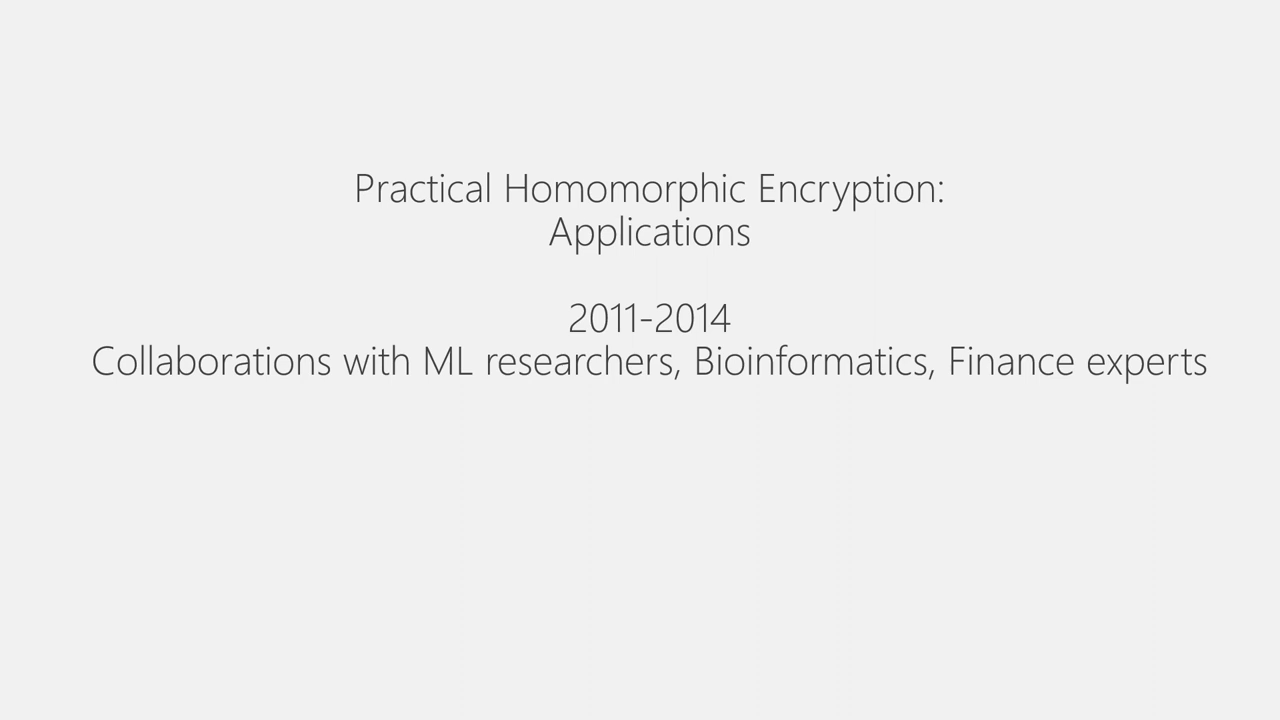 Practical Homomorphic Encryption:
Applications
2011-2014
Collaborations with ML researchers, Bioinformatics, Finance experts